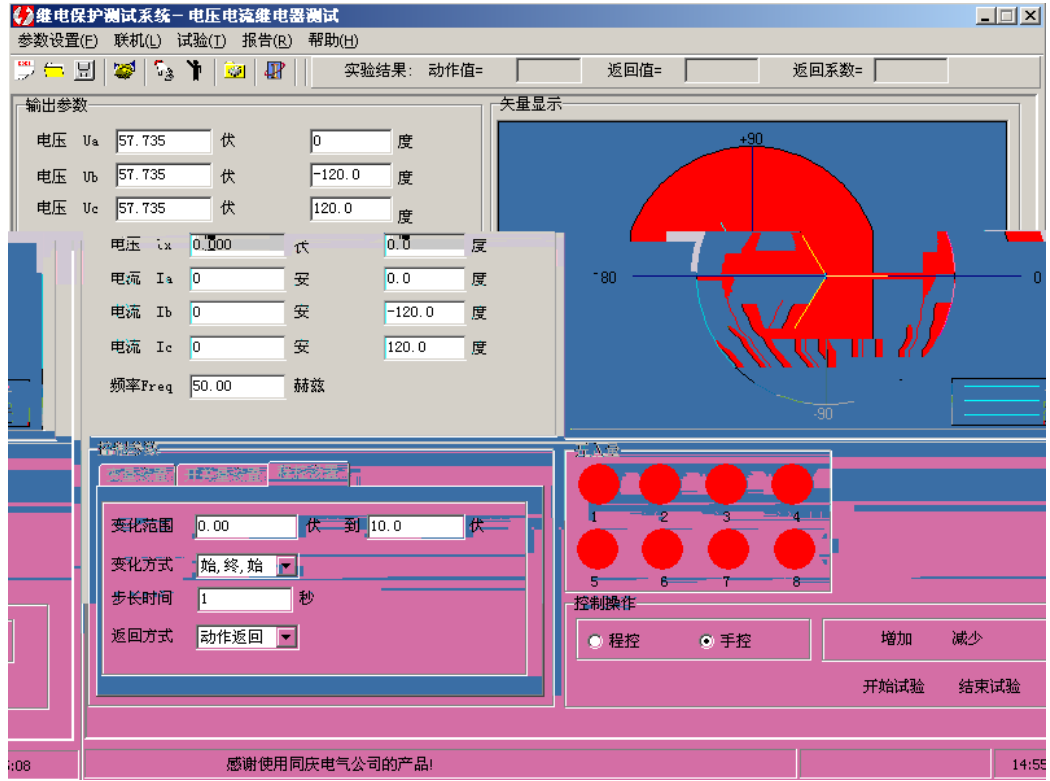 继电保护测试系统－电压电流继电器测试
参数设置(F) 联机(L) 试验(T) 报告(R) 帮助(H)
实验结果: 动作值= 返回值= 返回系数=
输出参数
矢量显示
电压 Ua 57.735 伏 0 度
电压 Ub 57.735 伏 -120.0 度
电压 Uc 57.735 伏 120.0 度
+90
电压 0.000 伏 0.0 度
电流 Ia 0 安 0.0 度
80 0
电流 Ib 0 安 -120.0 度
电流 Ic 0 安 120.0 度
频率Freq 50.00 赫兹
-90
控制参数
变化范围 0.00 伏 到 10.0 伏
变化方式 始,终,始
步长时间 1 秒
返回方式 动作返回
1 2 3 4
5 6 7 8
控制操作
程控 手控 增加 减少
开始试验 结束试验
:08 感谢使用同庆电气公司的产品! 14:55